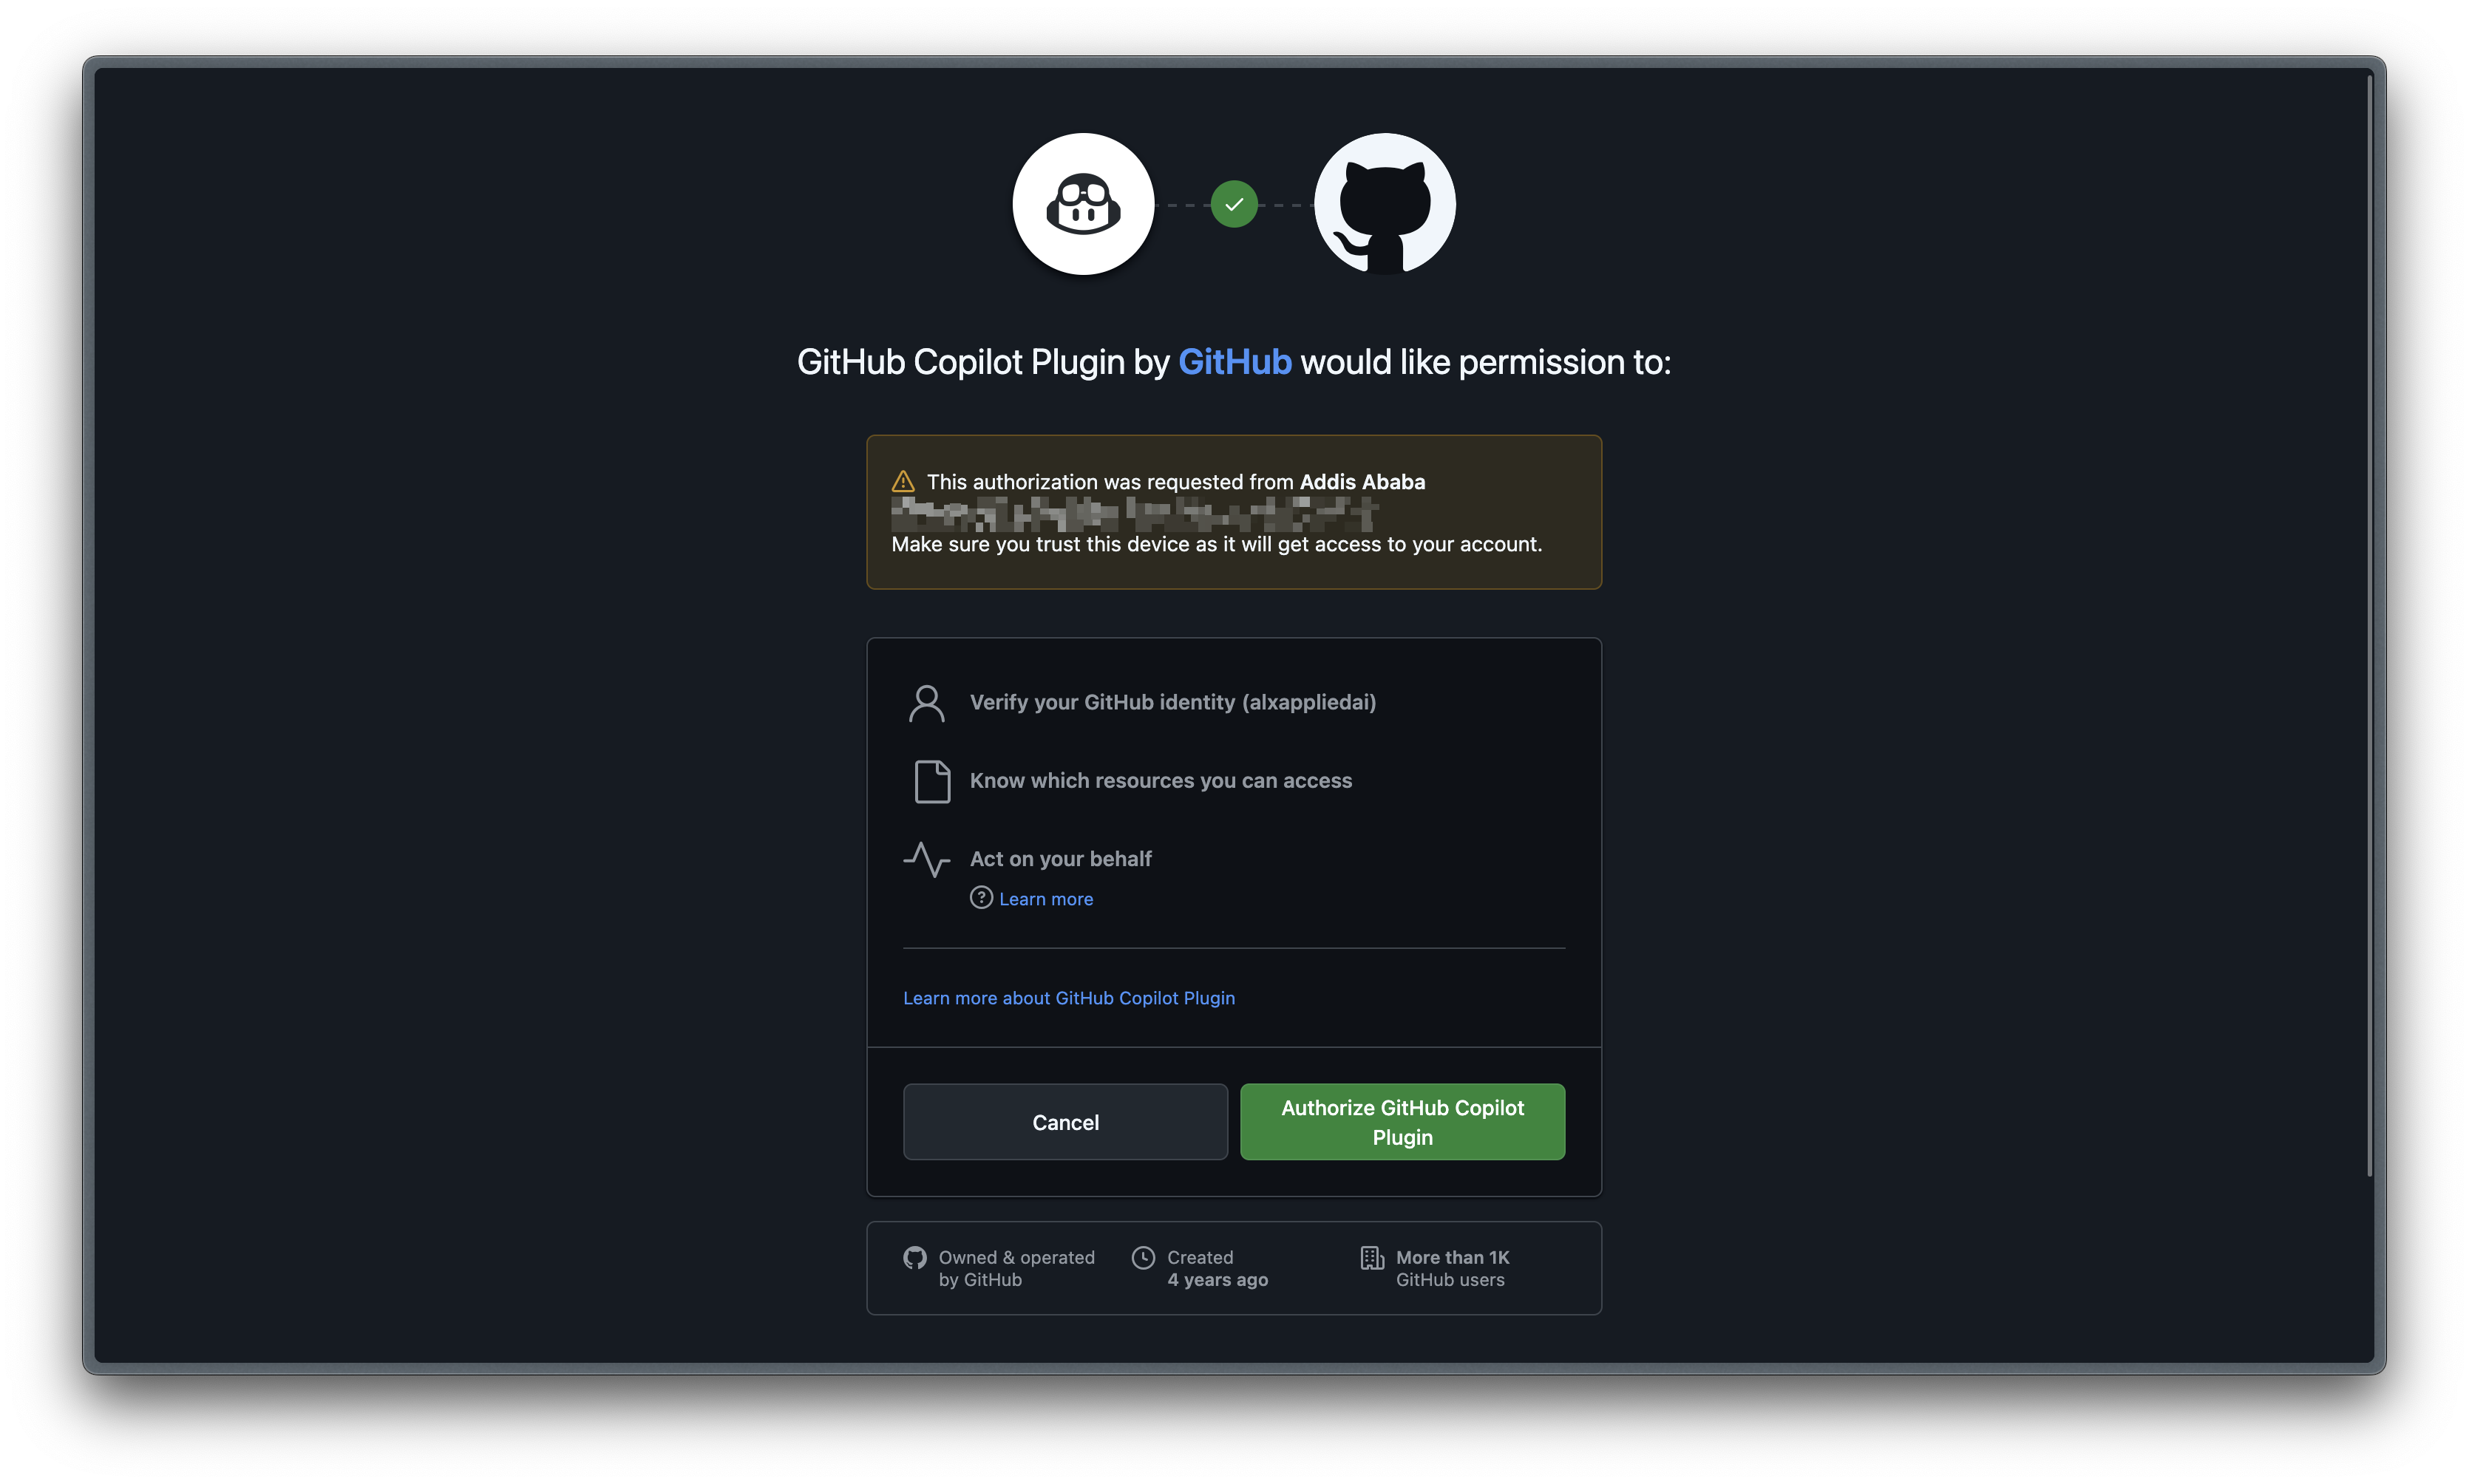 GitHub Copilot Plugin by GitHub would like permission to:
This authorization was requested from Addis Ababa
Make sure you trust this device as it will get access to your account.
Verify your GitHub identity (alxappliedai)
Know which resources you can access
Act on your behalf
Learn more
Learn more about GitHub Copilot Plugin
Cancel
Authorize GitHub Copilot
Plugin
Owned & operated
by GitHub
Created
4 years ago
More than 1K
GitHub users